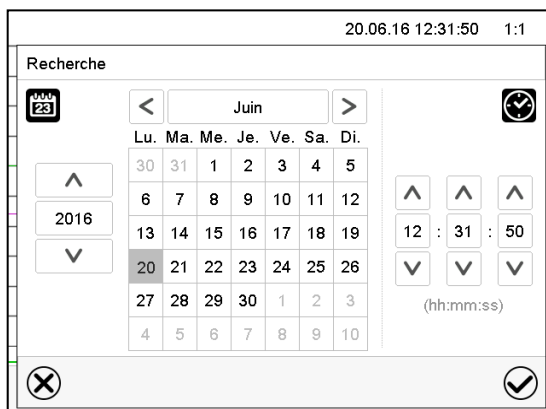 20.06.16 12:31:50 1:1
Recherche
23
< Juin >
Lu. Ma. Me. Je. Ve. Sa. Di.
30 31 1 2 3 4 5
6 7 8 9 10 11 12
2016
12 : 31 : 50
13 14 15 16 17 18 19
20 21 22 23 24 25 26
27 28 29 30 1 2 3
(hh:mm:ss)
4 5 6 7 8 9 10